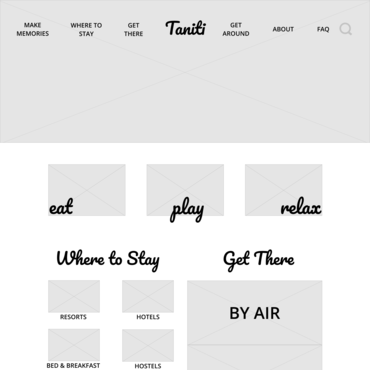 MAKE
MEMORIES
WHERE TO
STAY
GET
THERE
Taniti
GET
AROUND
ABOUT
FAQ
eat
play
relax
Where to Stay
Get There
RESORTS
HOTELS
BY AIR
BED & BREAKFAST
HOSTELS